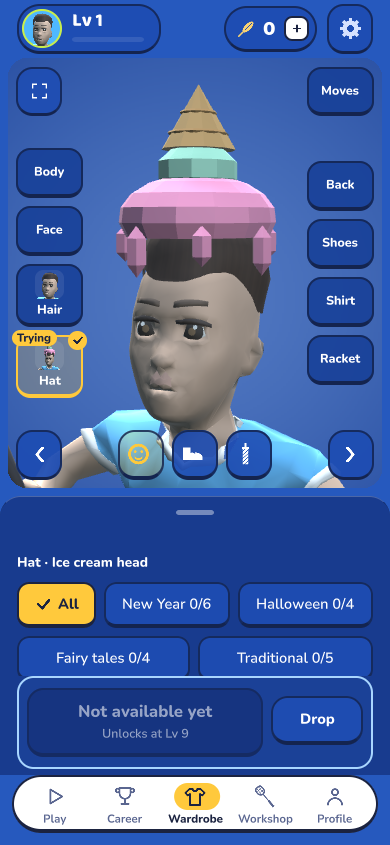 Lv 1
0
+
Moves
Body
Back
Face
Shoes
Hair
Shirt
Trying
Hat
Racket
Hat · Ice cream head
All
New Year 0/6
Halloween 0/4
Fairy tales 0/4
Traditional 0/5
Not available yet
Unlocks at Lv 9
Drop
Play
Career
Wardrobe
Workshop
Profile